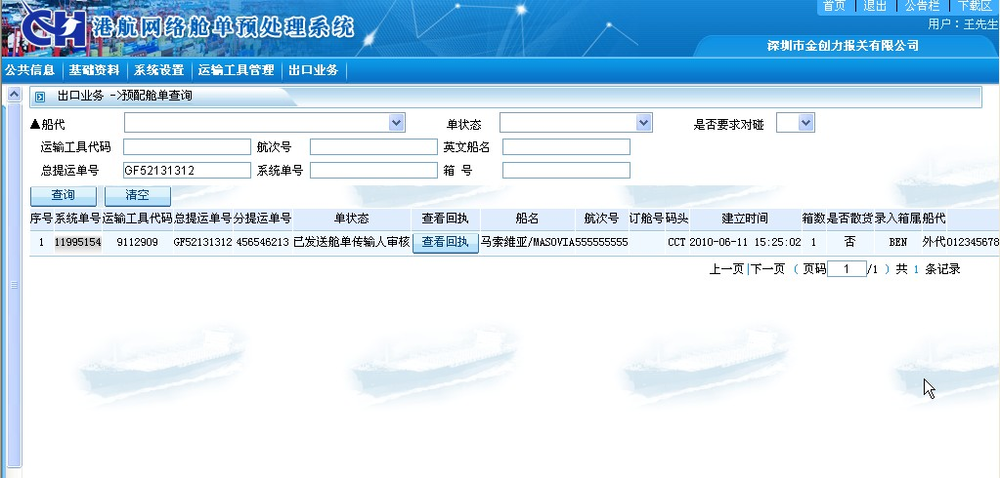 首页 | 退出 | 公告栏 | 下载区
用户：王先生
CH 港航网络舱单预处理系统
深圳市金创力报关有限公司
公共信息 基础资料 系统设置 运输工具管理 出口业务
出口业务 ->预配舱单查询
▲船代 单状态 是否要求对碰
运输工具代码 航次号 英文船名
总提运单号 GF52131312 系统单号 箱 号
查询 清空
序号 系统单号 运输工具代码 总提运单号 分提运单号 单状态 查看回执 船名 航次号 订舱号 码头 建立时间 箱数 是否散货 录入箱属 船代
1 11995154 9112909 GF52131312 456546213 已发送舱单传输人审核 查看回执 马索维亚/MASOVIA 555555555 CCT 2010-06-11 15:25:02 1 否 BEN 外代012345678
上一页|下一页 （ 页码 1 /1 ）共 1 条记录